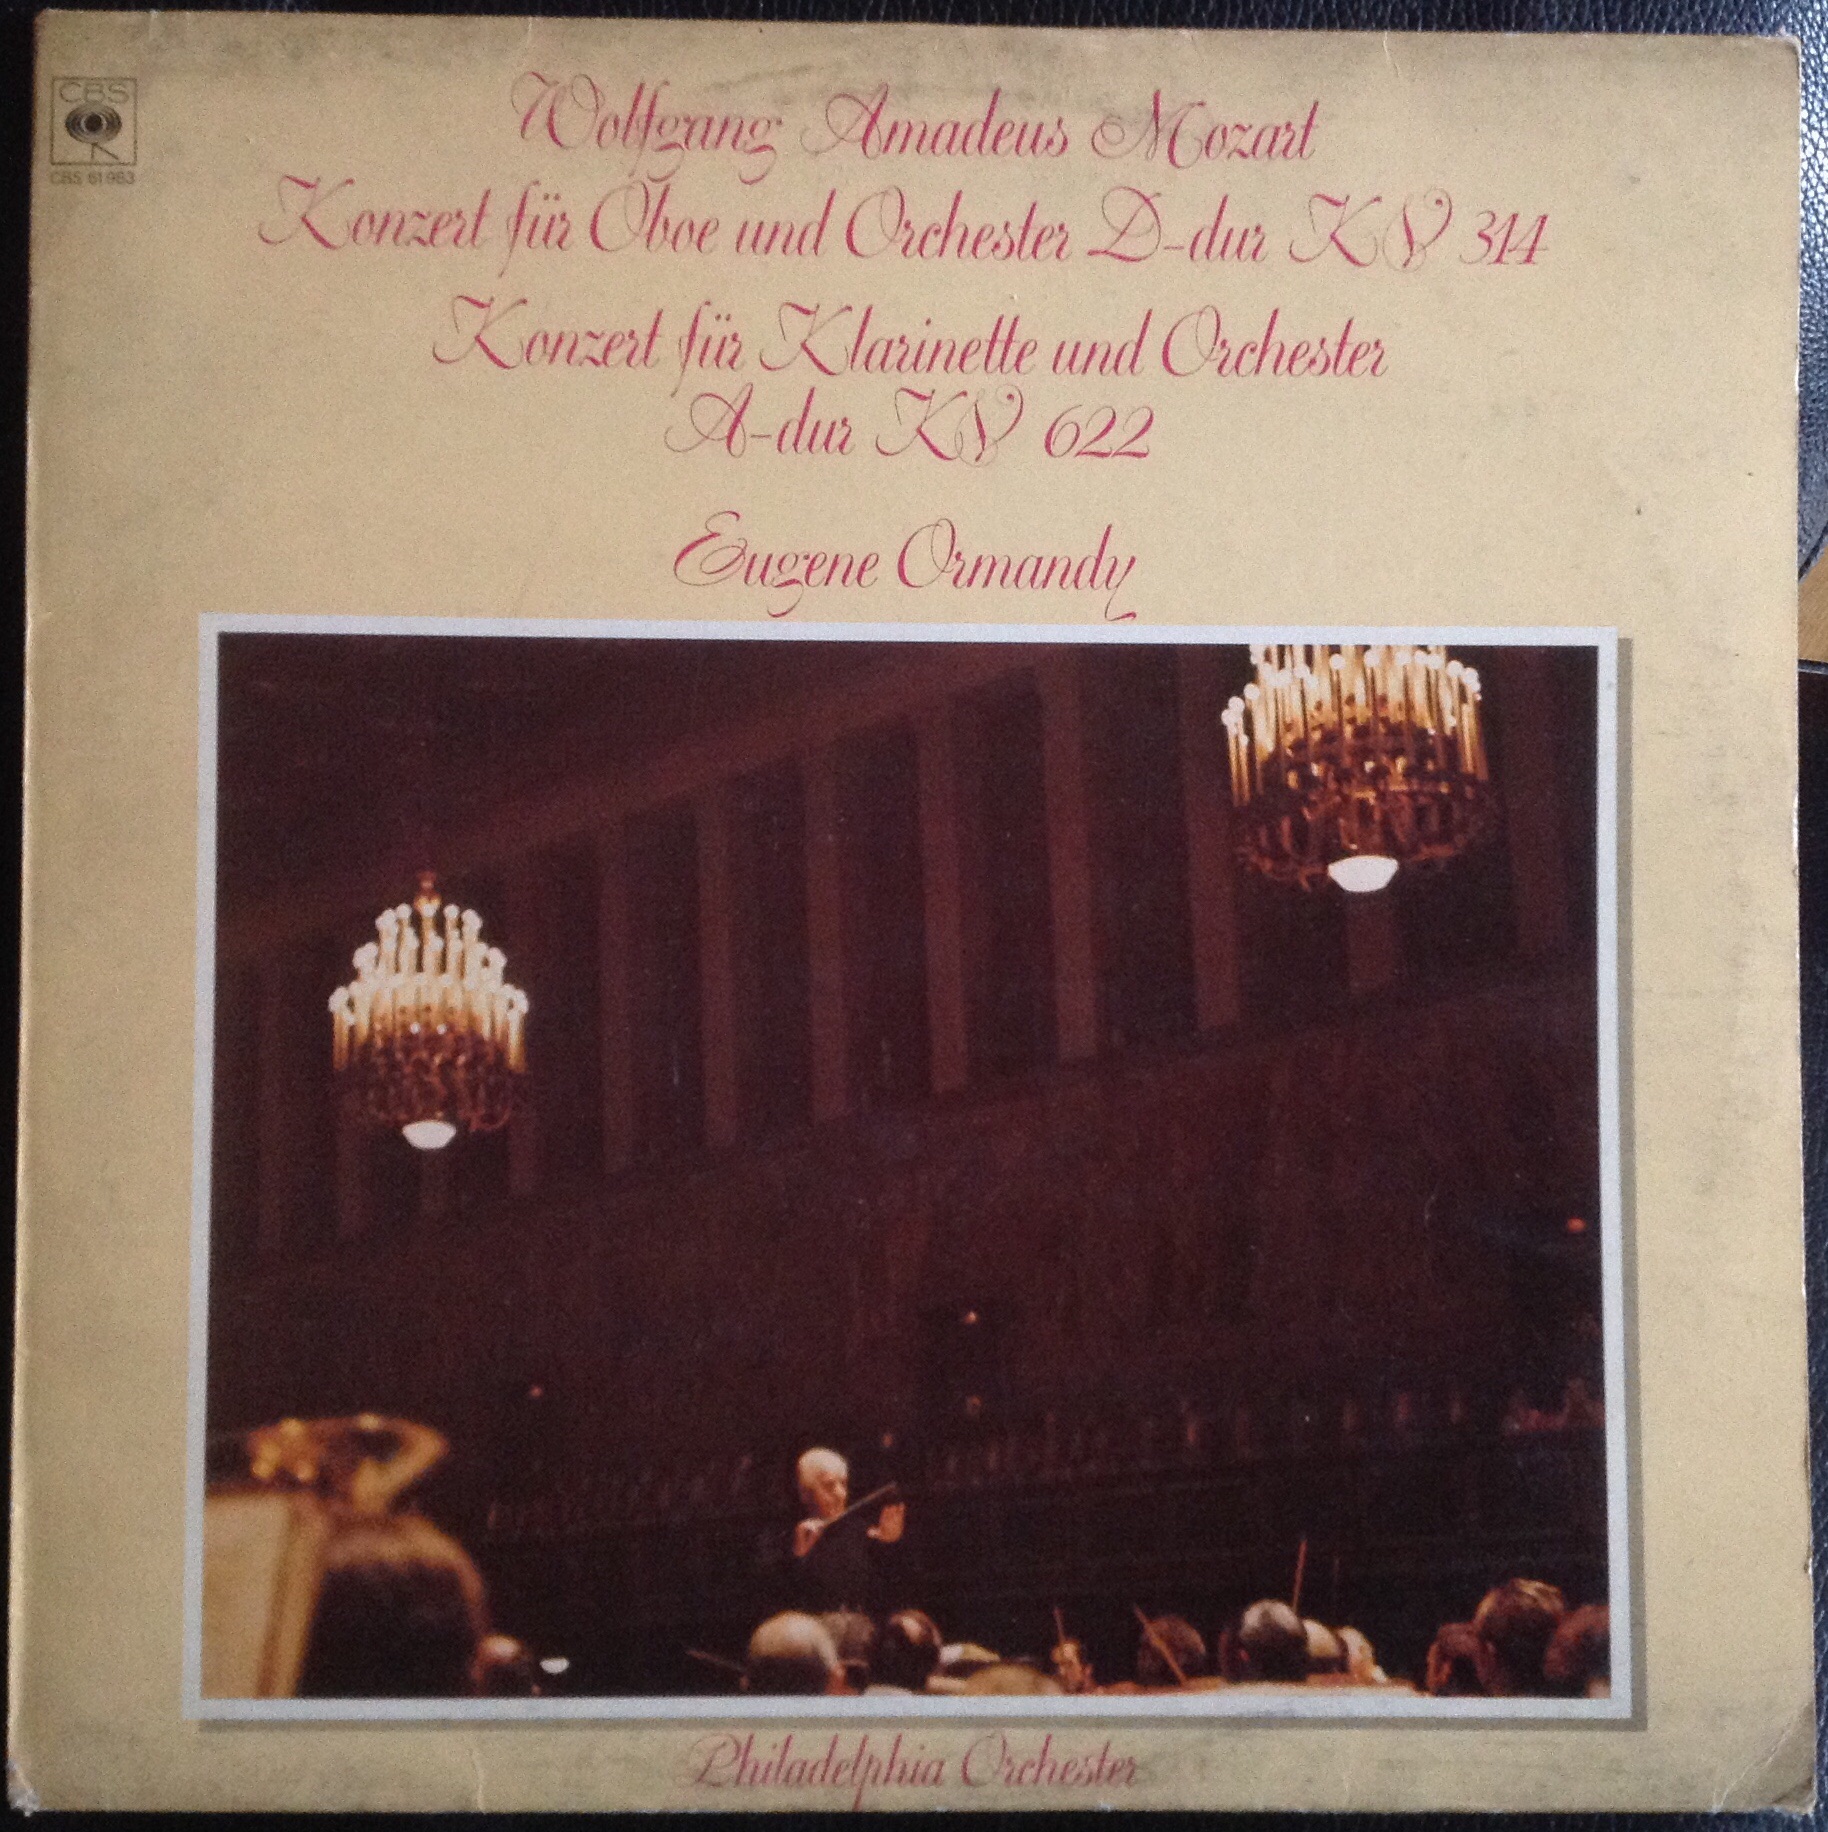 CBS
CBS 61 963
Wolfgang Amadeus Mozart
Konzert für Oboe und Orchester D-dur KV 314
Konzert für Klarinette und Orchester
A-dur KV 622
Eugene Ormandy
Philadelphia Orchester